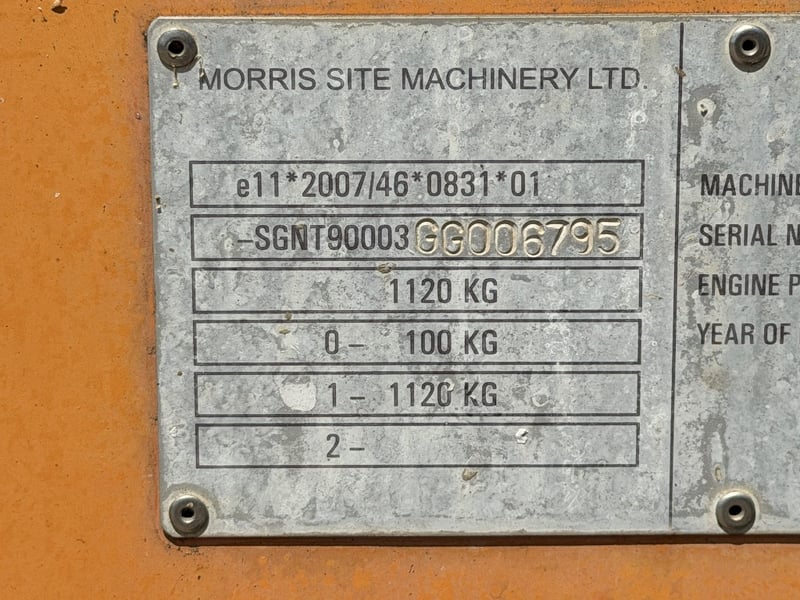 MORRIS SITE MACHINERY LTD.
e11*2007/46*0831*01
-SGNT90003GG006795
1120 KG
0- 100 KG
1- 1120 KG
2-
MACHINE
SERIAL N
ENGINE P
YEAR OF